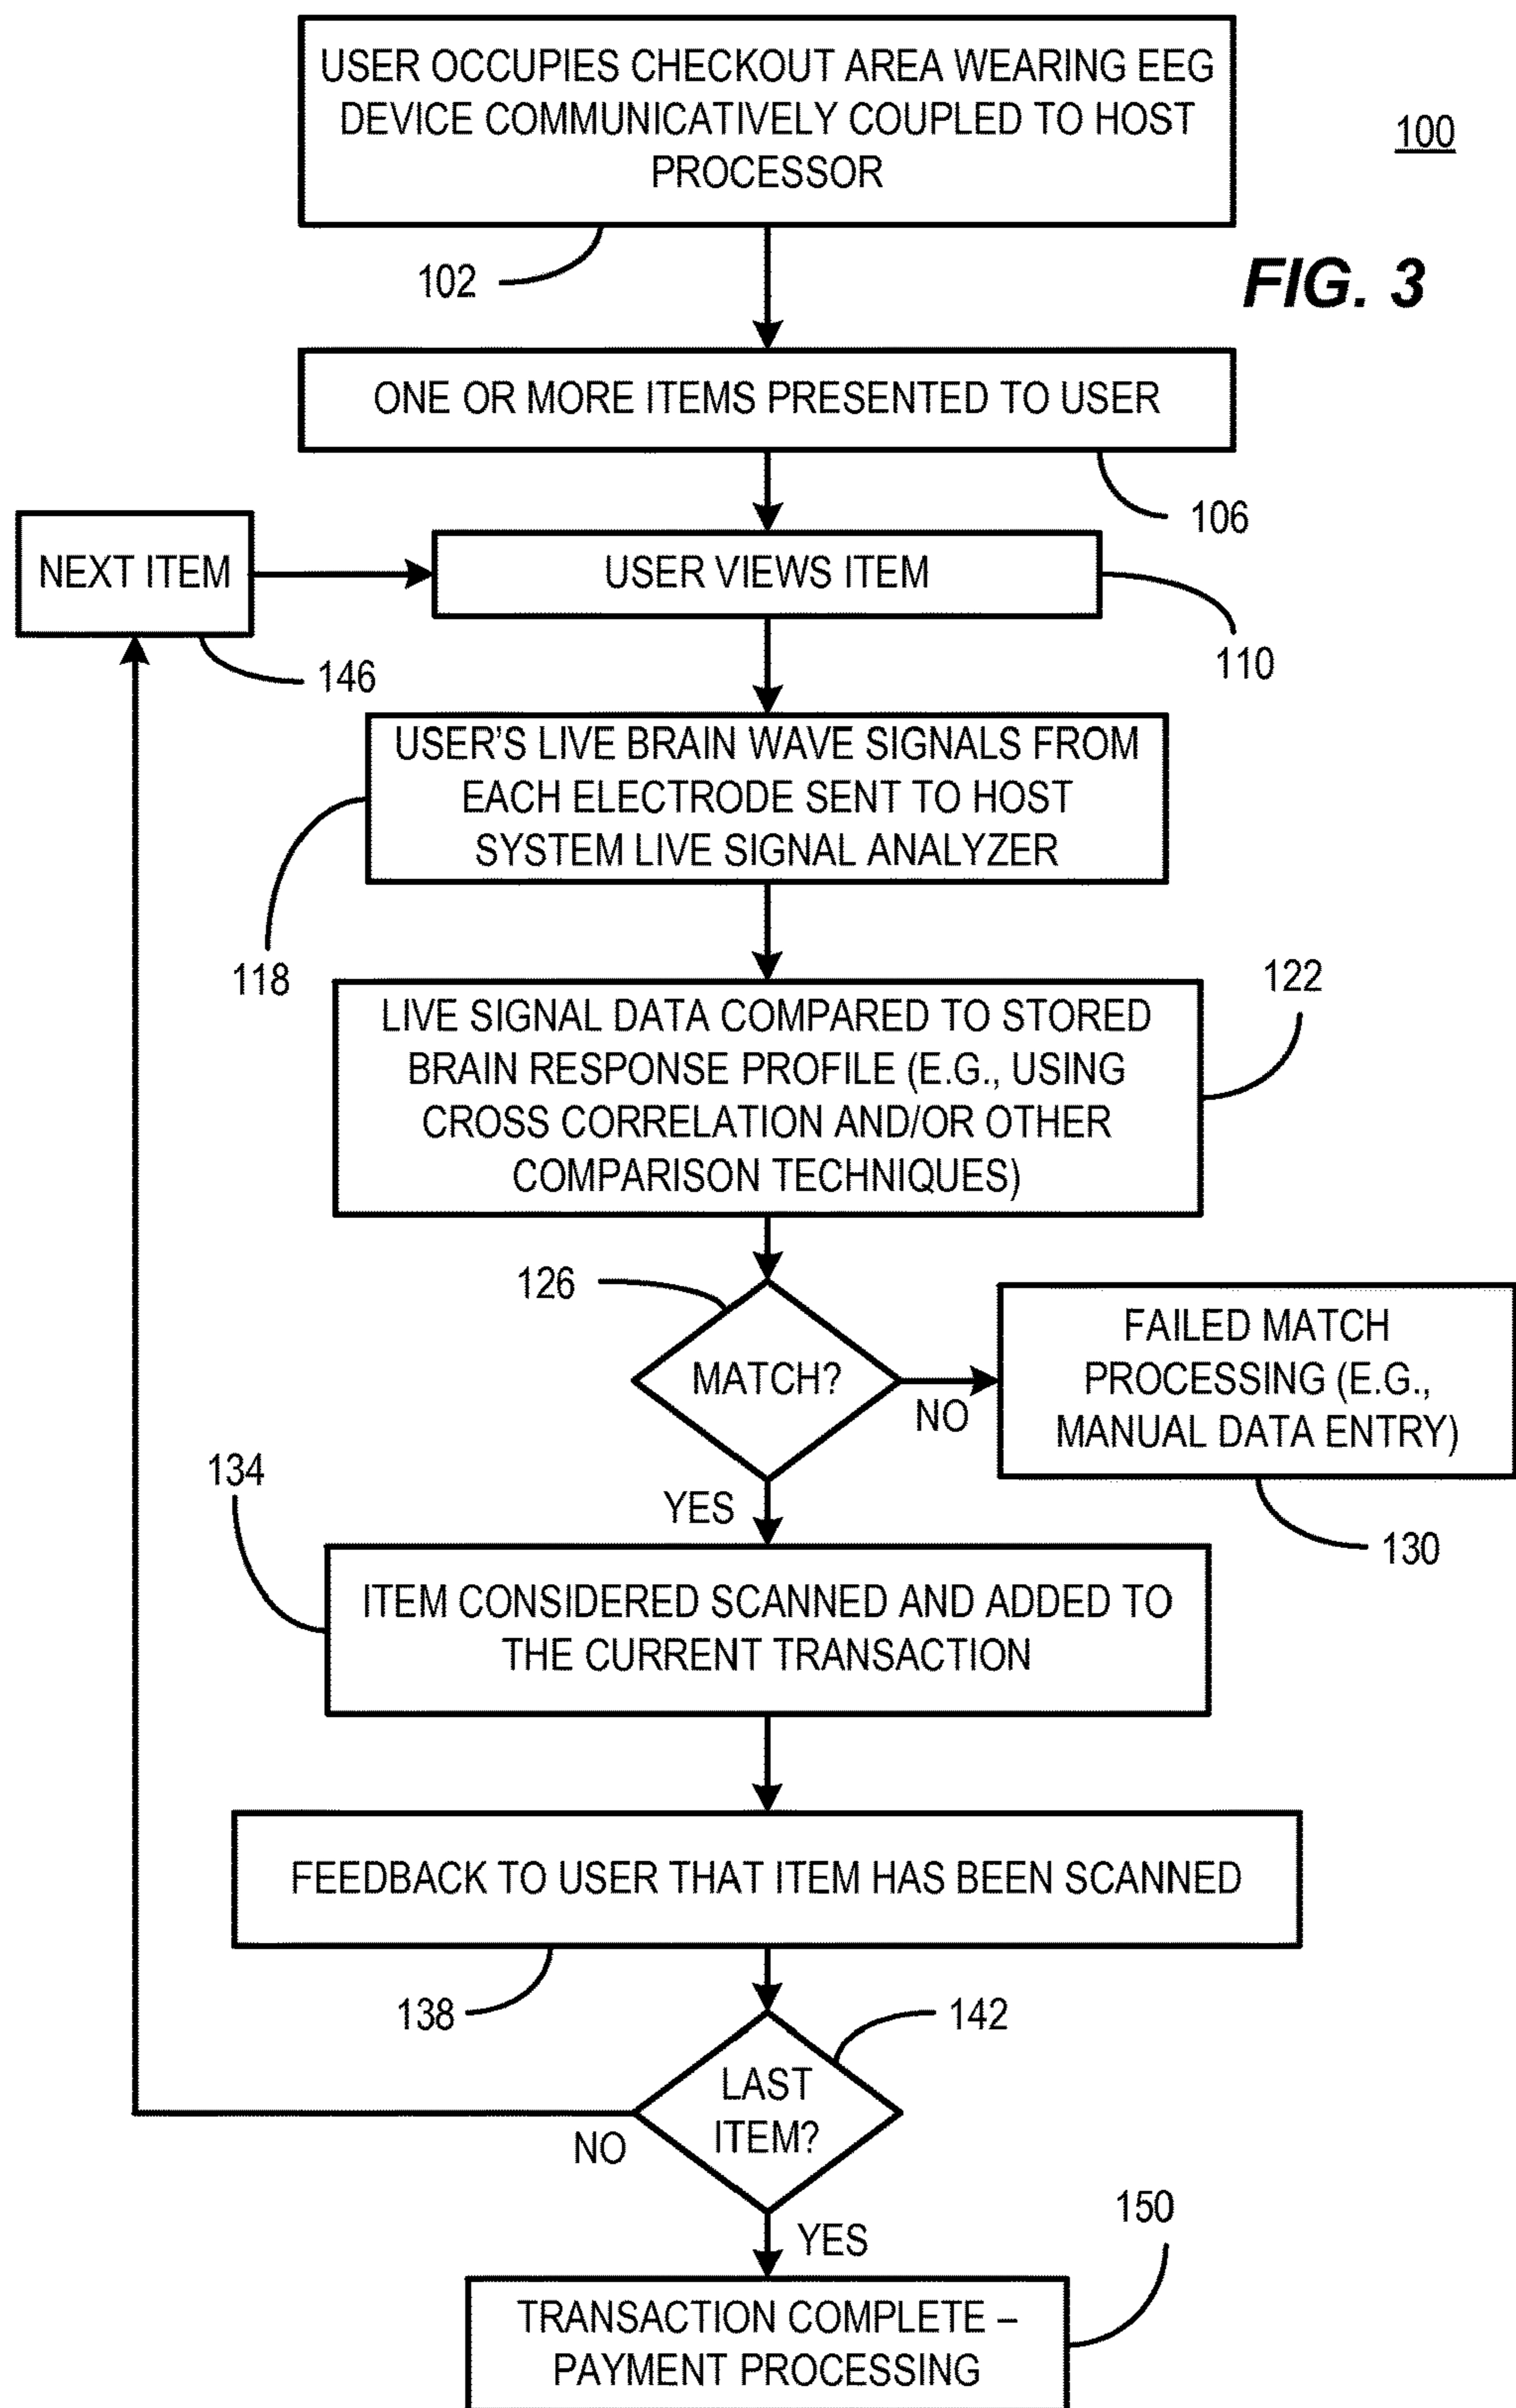 USER OCCUPIES CHECKOUT AREA WEARING EEG
DEVICE COMMUNICATIVELY COUPLED TO HOST
PROCESSOR
100
102
FIG. 3
ONE OR MORE ITEMS PRESENTED TO USER
106
NEXT ITEM
USER VIEWS ITEM
146
110
USER'S LIVE BRAIN WAVE SIGNALS FROM
EACH ELECTRODE SENT TO HOST
SYSTEM LIVE SIGNAL ANALYZER
118
122
LIVE SIGNAL DATA COMPARED TO STORED
BRAIN RESPONSE PROFILE (E.G., USING
CROSS CORRELATION AND/OR OTHER
COMPARISON TECHNIQUES)
126
MATCH?
NO
FAILED MATCH
PROCESSING (E.G.,
MANUAL DATA ENTRY)
130
YES
134
ITEM CONSIDERED SCANNED AND ADDED TO
THE CURRENT TRANSACTION
FEEDBACK TO USER THAT ITEM HAS BEEN SCANNED
138
142
LAST
ITEM?
NO
YES
150
TRANSACTION COMPLETE –
PAYMENT PROCESSING